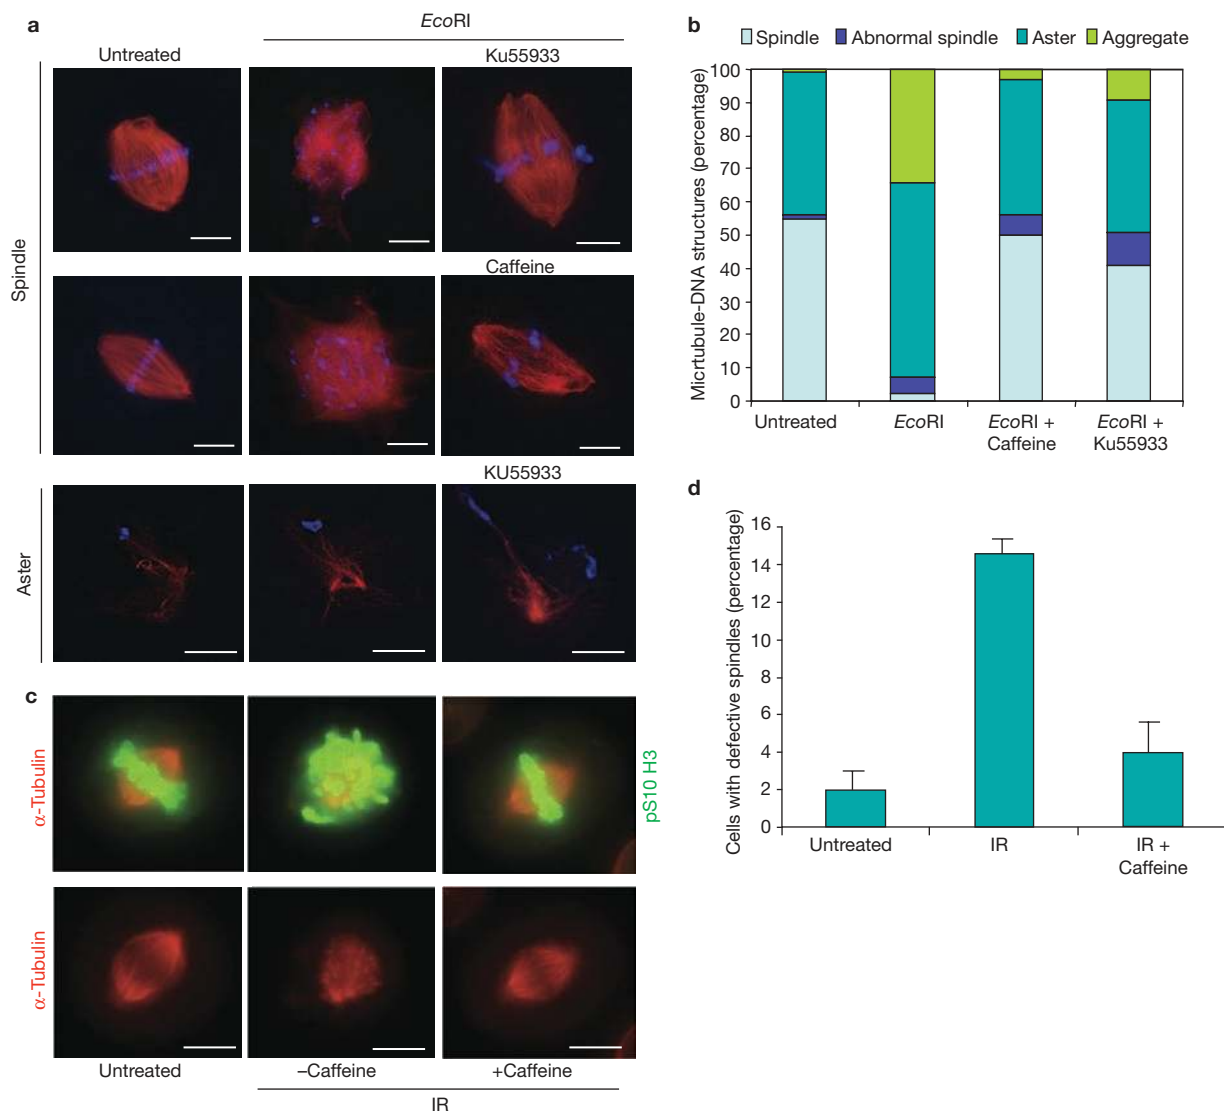 a
EcoRI
Untreated
Ku55933
Spindle
Caffeine
KU55933
Aster
b
Spindle
Abnormal spindle
Aster
Aggregate
Micrtubule-DNA structures (percentage)
100
90
80
70
60
50
40
30
20
10
0
Untreated
EcoRI
EcoRI +
Caffeine
EcoRI +
Ku55933
c
α-Tubulin
pS10 H3
α-Tubulin
Untreated
–Caffeine
+Caffeine
IR
d
Cells with defective spindles (percentage)
16
14
12
10
8
6
4
2
0
Untreated
IR
IR +
Caffeine